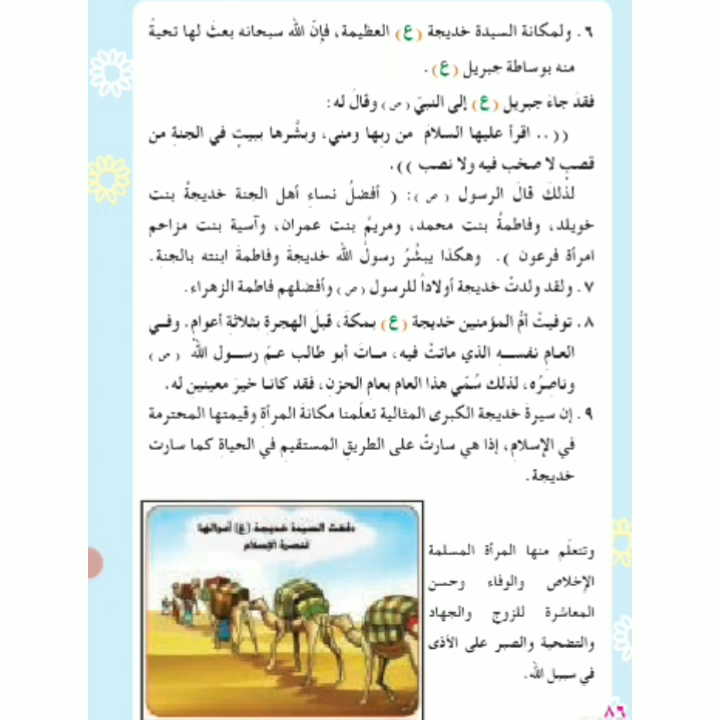 ٦. ولمكانة السيدة خديجة (ع) العظيمة، فإنّ الله سبحانه بعثَ لها تحيةً
منه بوساطة جبريل (ع).
فقدَ جاءَ جبريل (ع) إلى النبيّ (ص) وقالَ له:
((.. اقرأ عليها السلامَ من ربها ومني، وبشّرها ببيتٍ في الجنةِ من
قصبٍ لا صخب فيه ولا نصب )).
لذلكَ قالَ الرسول (ص): ( أفضلُ نساءِ أهل الجنة خديجةُ بنت
خويلد، وفاطمةُ بنت محمد، ومريمُ بنت عمران، وآسية بنت مزاحم
امرأة فرعون ). وهكذا يبشّرُ رسولُ الله خديجةَ وفاطمةَ ابنته بالجنةِ.
٧. ولقد ولدتْ خديجة أولاداً للرسول (ص) وأفضلهم فاطمة الزهراء.
٨. توفيتْ أمُّ المؤمنين خديجة (ع) بمكةَ، قبلَ الهجرة بثلاثةِ أعوام. وفي
العامِ نفسه الذي ماتتْ فيه، ماتَ أبو طالب عمّ رسول الله (ص)
وناصرُه، لذلك سُمّي هذا العام بعامِ الحزنِ، فقد كانا خيرَ معينين له.
٩. إن سيرةَ خديجة الكبرى المثالية تعلّمنا مكانةَ المرأةِ وقيمتها المحترمة
في الإسلامِ، إذا هي سارتْ على الطريقِ المستقيمِ في الحياةِ كما سارت
خديجة.
دفعت السيدة خديجة (ع) أموالها
لنصرة الإسلام
وتتعلّم منها المرأة المسلمة
الإخلاص والوفاء وحسن
المعاشرة للزوج والجهاد
والتضحية والصبر على الأذى
في سبيل الله.
٨٦